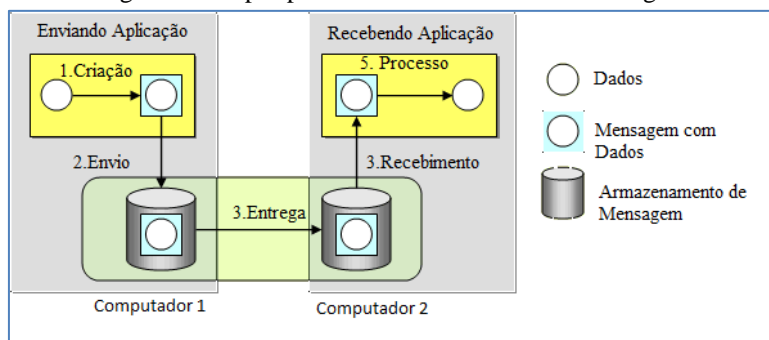 Enviando Aplicação
Recebendo Aplicação
1.Criação
5. Processo
Dados
2.Envio
3.Recebimento
Mensagem com
Dados
3.Entrega
Armazenamento de
Mensagem
Computador 1
Computador 2